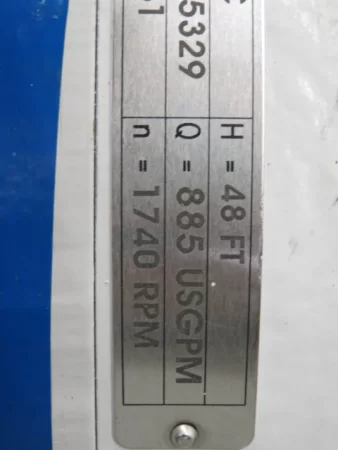 5329
H = 48 FT
Q = 885 USGPM
n = 1740 RPM